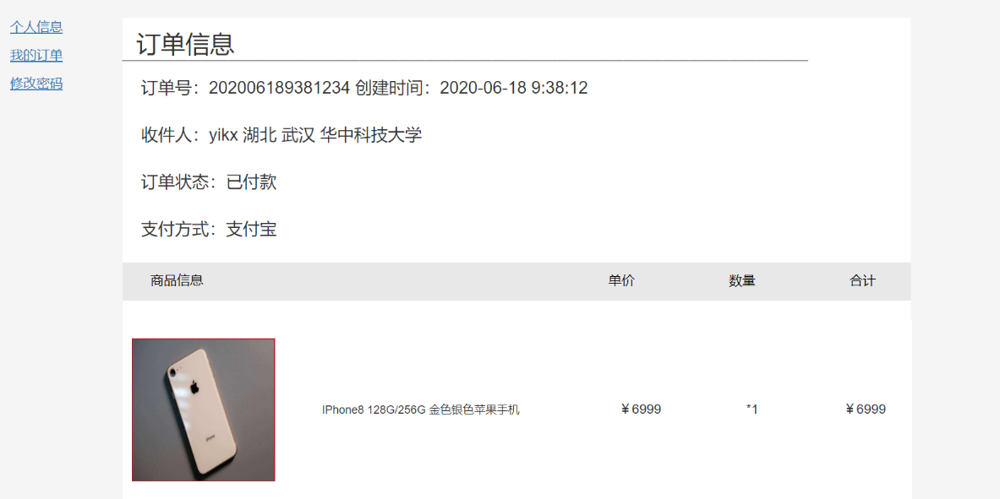 个人信息
我的订单
修改密码
订单信息
订单号：202006189381234 创建时间：2020-06-18 9:38:12
收件人：yikx 湖北 武汉 华中科技大学
订单状态：已付款
支付方式：支付宝
商品信息 单价 数量 合计
IPhone8 128G/256G 金色银色苹果手机 ¥6999 *1 ¥6999
iPhone